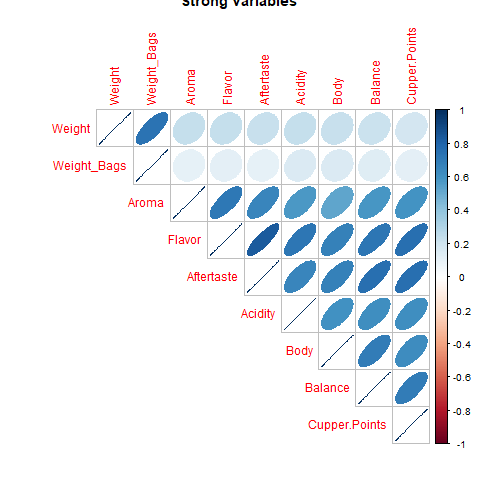 Strong Variables
Weight
Weight_Bags
Aroma
Flavor
Aftertaste
Acidity
Body
Balance
Cupper.Points
Weight
Weight_Bags
Aroma
Flavor
Aftertaste
Acidity
Body
Balance
Cupper.Points
1
0.8
0.6
0.4
0.2
0
-0.2
-0.4
-0.6
-0.8
-1